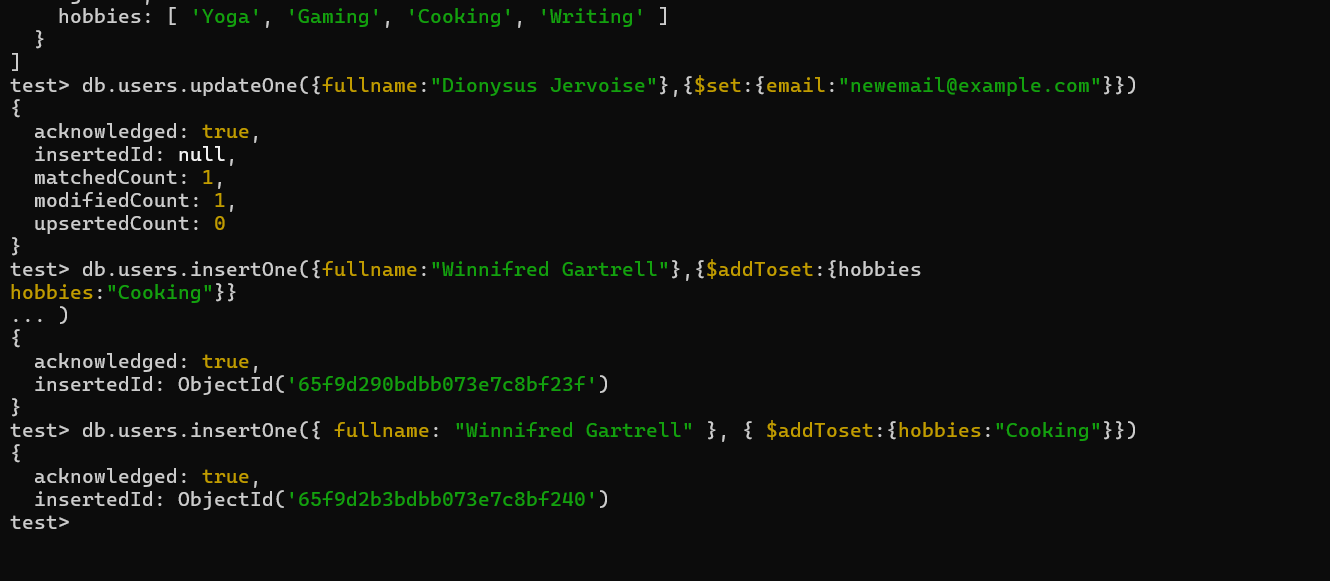 hobbies: [ 'Yoga', 'Gaming', 'Cooking', 'Writing' ]
}
]
test> db.users.updateOne({fullname:"Dionysus Jervoise"},{$set:{email:"newemail@example.com"}})
{
acknowledged: true,
insertedId: null,
matchedCount: 1,
modifiedCount: 1,
upsertedCount: 0
}
test> db.users.insertOne({fullname:"Winnifred Gartrell"},{$addToset:{hobbies
hobbies:"Cooking"}}
... )
{
acknowledged: true,
insertedId: ObjectId('65f9d290bdbb073e7c8bf23f')
}
test> db.users.insertOne({ fullname: "Winnifred Gartrell" }, { $addToset:{hobbies:"Cooking"}})
{
acknowledged: true,
insertedId: ObjectId('65f9d2b3bdbb073e7c8bf240')
test>